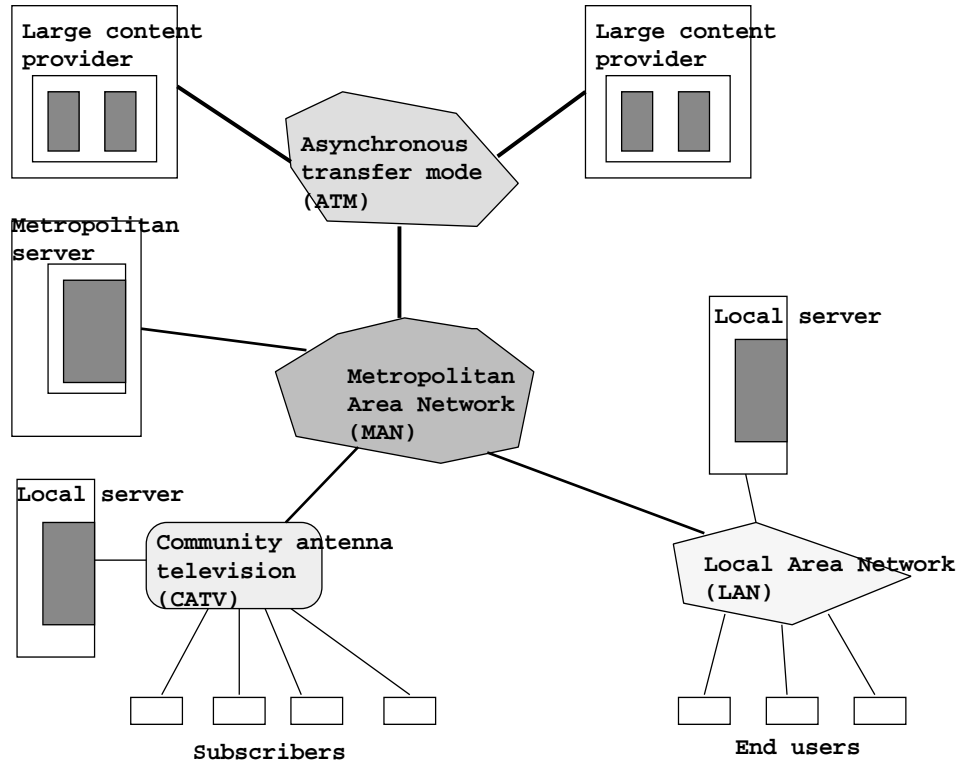 Large content
provider
Large content
provider
Asynchronous
transfer mode
(ATM)
Metropolitan
server
Local server
Metropolitan
Area Network
(MAN)
Local server
Community antenna
television
(CATV)
Local Area Network
(LAN)
Subscribers
End users